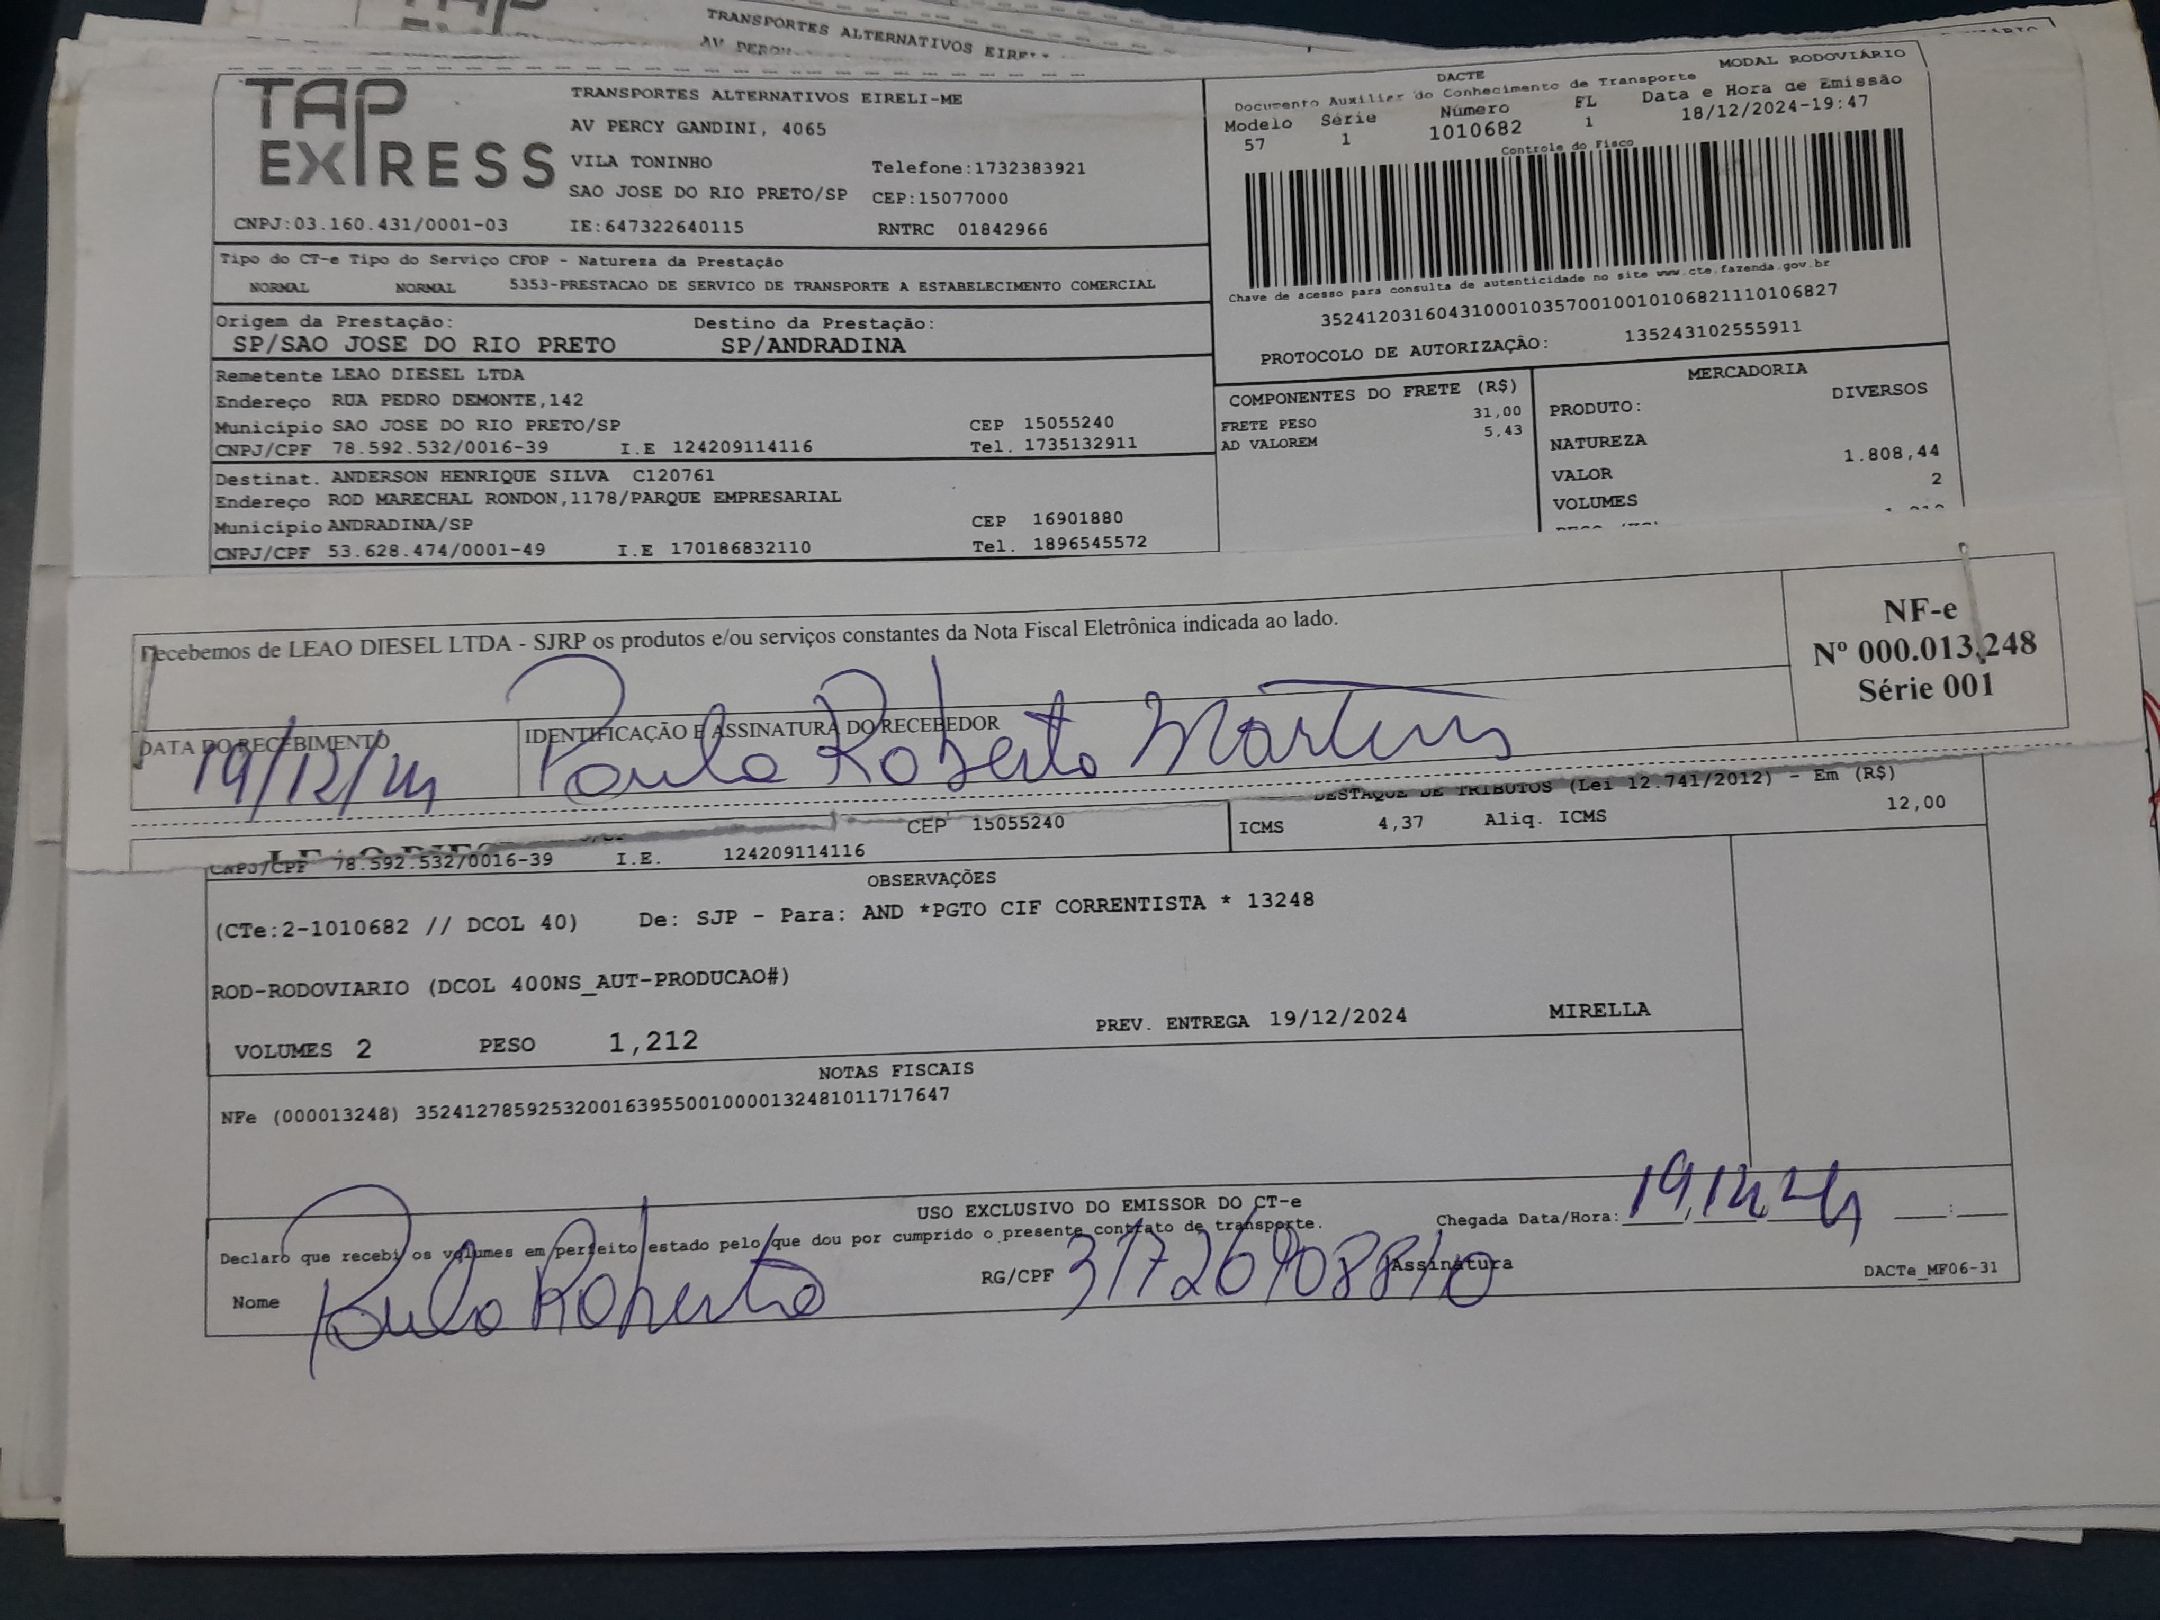 TRANSPORTES ALTERNATIVOS
TAP EXPRESS
TRANSPORTES ALTERNATIVOS EIRELI-ME
AV PERCY GANDINI, 4065
VILA TONINHO Telefone:1732383921
SAO JOSE DO RIO PRETO/SP CEP:15077000
CNPJ:03.160.431/0001-03 IE:647322640115 RNTRC 01842966
DACTE MODAL RODOVIÁRIO
Documento Auxiliar do Conhecimento de Transporte
Modelo Série Número FL Data e Hora de Emissão
57 1 1010682 1 18/12/2024-19:47
Controle do Fisco
Chave de acesso para consulta de autenticidade no site www.cte.fazenda.gov.br
35241203160431000103570010010106821110106827
PROTOCOLO DE AUTORIZAÇÃO: 135243102555911
Tipo do CT-e Tipo do Serviço CFOP - Natureza da Prestação
NORMAL NORMAL 5353-PRESTACAO DE SERVICO DE TRANSPORTE A ESTABELECIMENTO COMERCIAL
Origem da Prestação: Destino da Prestação:
SP/SAO JOSE DO RIO PRETO SP/ANDRADINA
Remetente LEAO DIESEL LTDA
Endereço RUA PEDRO DEMONTE,142
Município SAO JOSE DO RIO PRETO/SP CEP 15055240
CNPJ/CPF 78.592.532/0016-39 I.E 124209114116 Tel. 1735132911
Destinat. ANDERSON HENRIQUE SILVA C120761
Endereço ROD MARECHAL RONDON,1178/PARQUE EMPRESARIAL
Município ANDRADINA/SP CEP 16901880
CNPJ/CPF 53.628.474/0001-49 I.E 170186832110 Tel. 1896545572
COMPONENTES DO FRETE (R$)
FRETE PESO 31,00
AD VALOREM 5,43
MERCADORIA
PRODUTO: DIVERSOS
NATUREZA
VALOR 1.808,44
VOLUMES 2
Recebemos de LEAO DIESEL LTDA - SJRP os produtos e/ou serviços constantes da Nota Fiscal Eletrônica indicada ao lado.
NF-e
Nº 000.013.248
Série 001
DATA DO RECEBIMENTO IDENTIFICAÇÃO E ASSINATURA DO RECEBEDOR
19/12/24 Paulo Roberto Martins
DESTAQUE DE TRIBUTOS (Lei 12.741/2012) - Em (R$)
CEP 15055240 ICMS 4,37 Aliq. ICMS 12,00
CNPJ/CPF 78.592.532/0016-39 I.E. 124209114116
OBSERVAÇÕES
(CTe:2-1010682 // DCOL 40) De: SJP - Para: AND *PGTO CIF CORRENTISTA * 13248
ROD-RODOVIARIO (DCOL 400NS_AUT-PRODUCAO#)
VOLUMES 2 PESO 1,212 PREV. ENTREGA 19/12/2024 MIRELLA
NOTAS FISCAIS
NFe (000013248) 35241278592532001639550010000132481011717647
USO EXCLUSIVO DO EMISSOR DO CT-e
Declaro que recebi os volumes em perfeito estado pelo que dou por cumprido o presente contrato de transporte. Chegada Data/Hora: 19,12,24 :
Nome Paulo Roberto RG/CPF 31726908810 Assinatura
DACTe_MF06-31